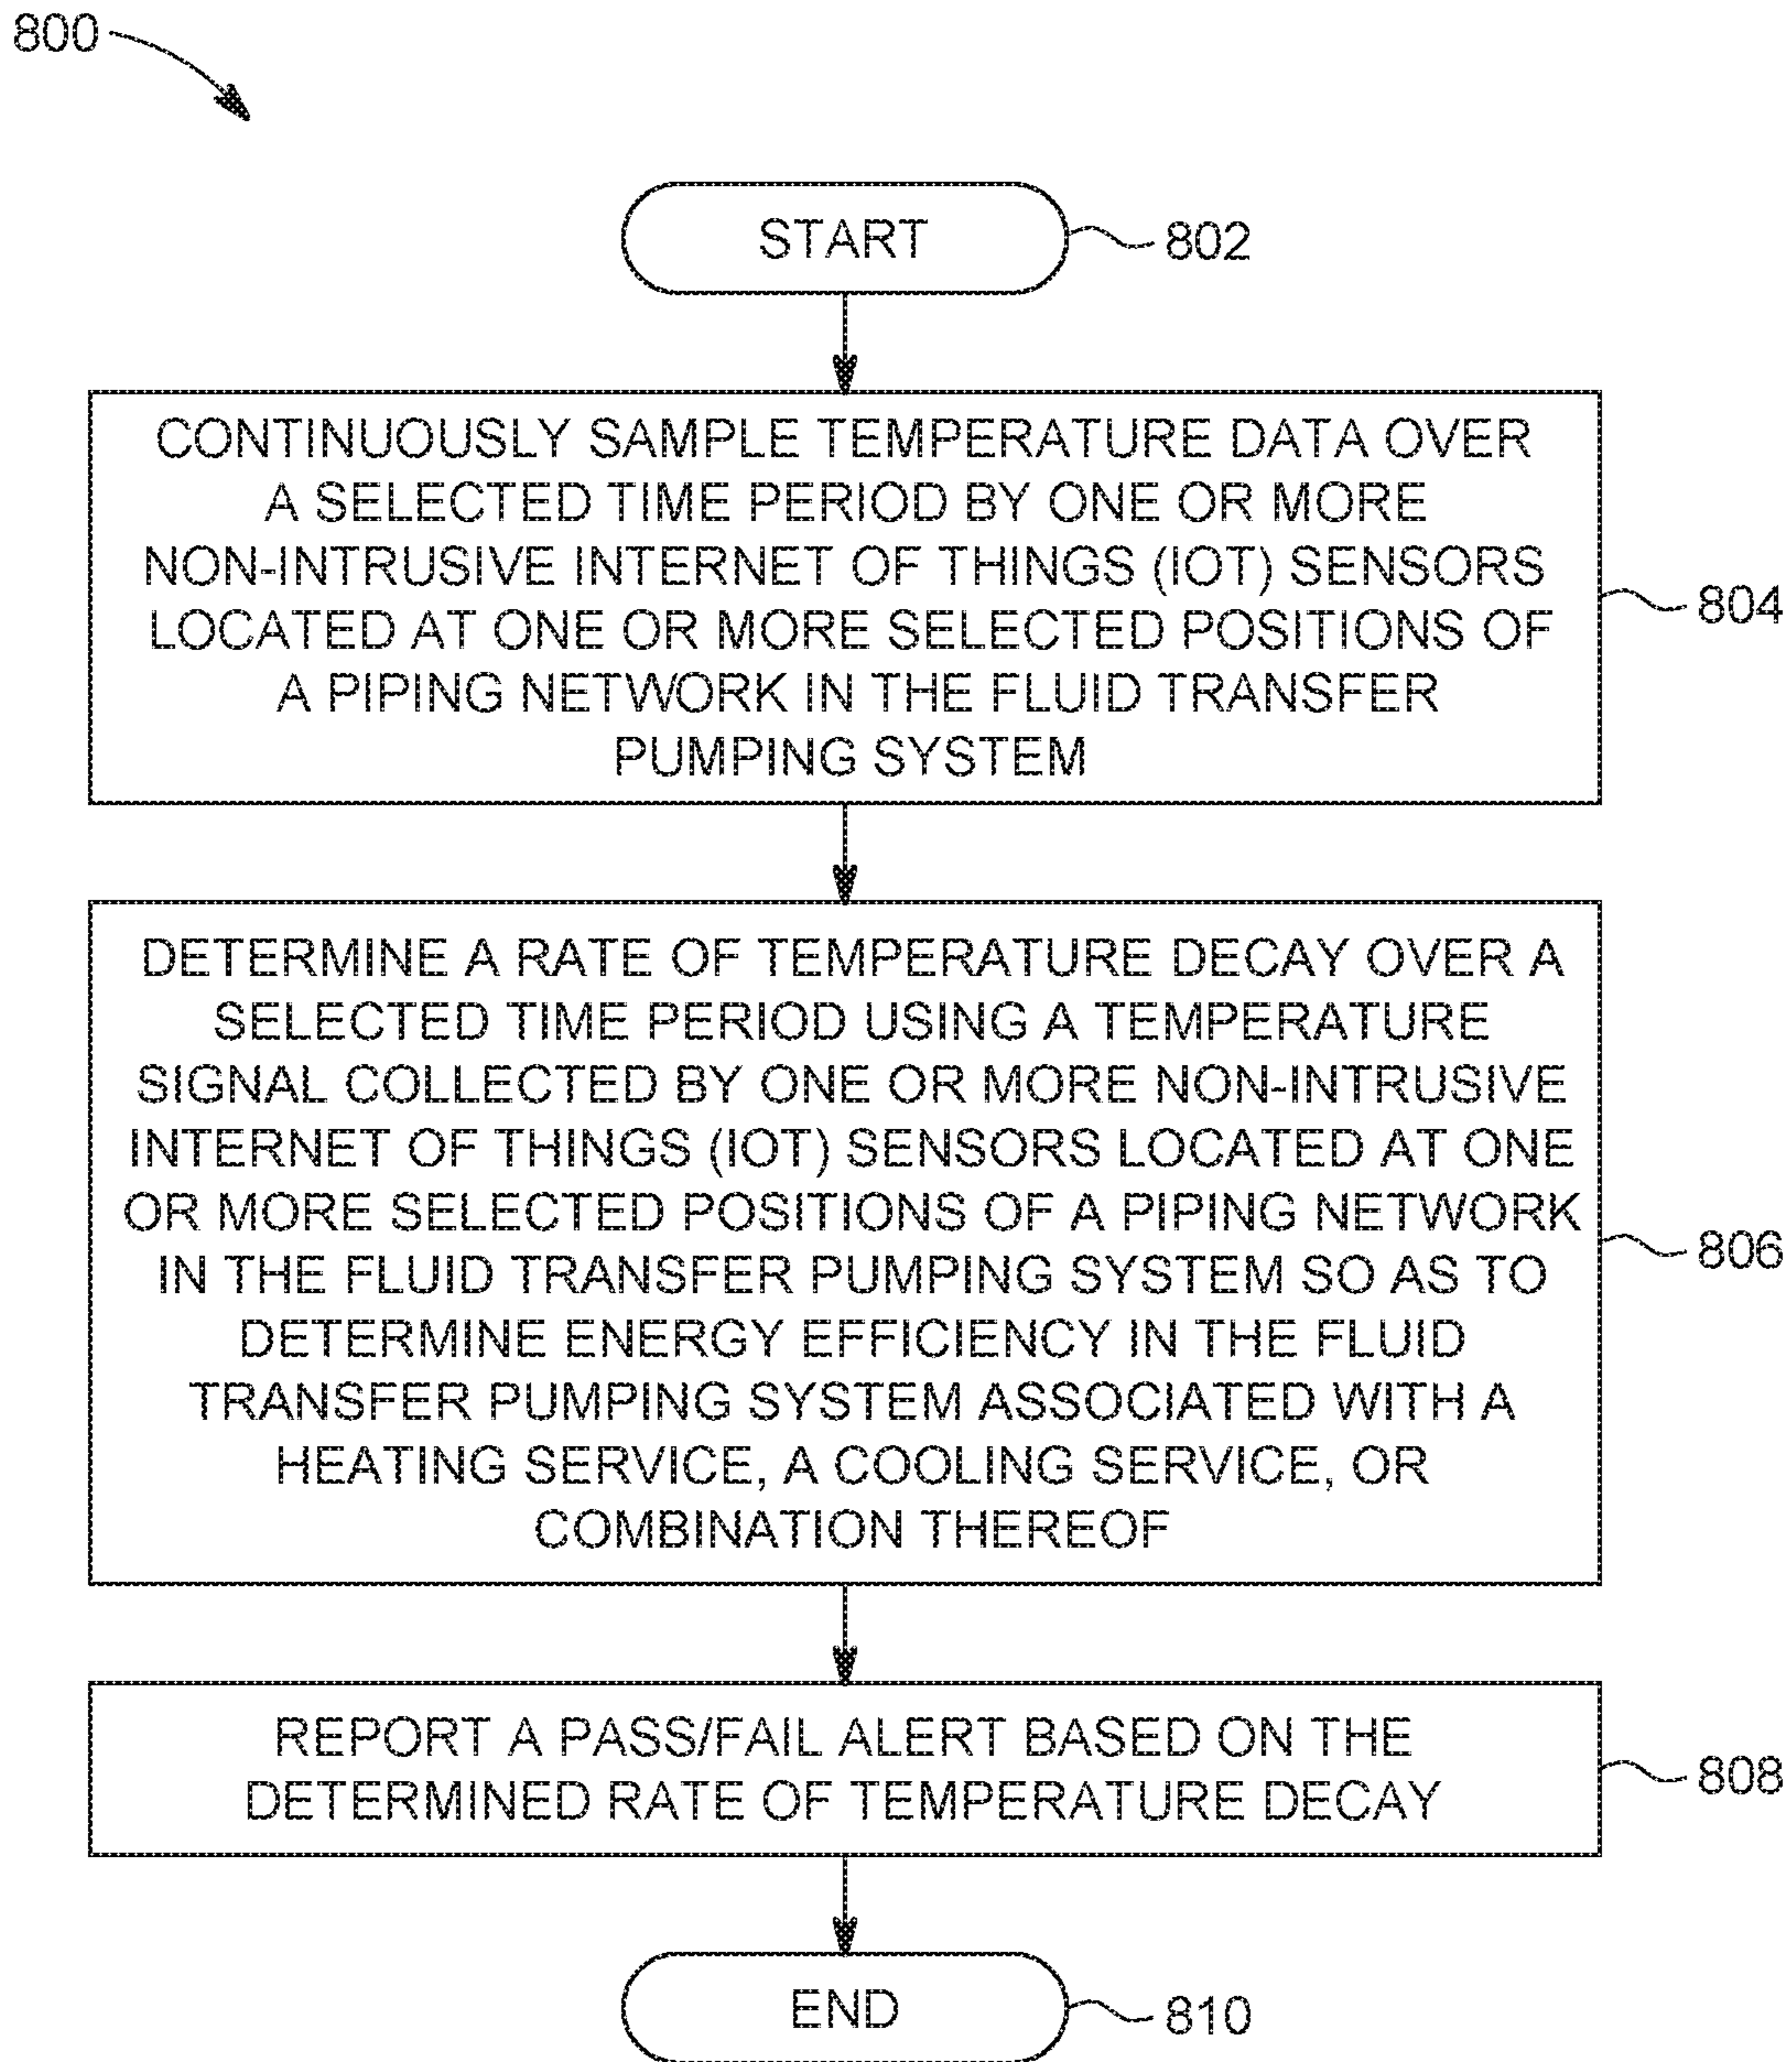 800
START
802
CONTINUOUSLY SAMPLE TEMPERATURE DATA OVER
A SELECTED TIME PERIOD BY ONE OR MORE
NON-INTRUSIVE INTERNET OF THINGS (IOT) SENSORS
LOCATED AT ONE OR MORE SELECTED POSITIONS OF
A PIPING NETWORK IN THE FLUID TRANSFER
PUMPING SYSTEM
804
DETERMINE A RATE OF TEMPERATURE DECAY OVER A
SELECTED TIME PERIOD USING A TEMPERATURE
SIGNAL COLLECTED BY ONE OR MORE NON-INTRUSIVE
INTERNET OF THINGS (IOT) SENSORS LOCATED AT ONE
OR MORE SELECTED POSITIONS OF A PIPING NETWORK
IN THE FLUID TRANSFER PUMPING SYSTEM SO AS TO
DETERMINE ENERGY EFFICIENCY IN THE FLUID
TRANSFER PUMPING SYSTEM ASSOCIATED WITH A
HEATING SERVICE, A COOLING SERVICE, OR
COMBINATION THEREOF
806
REPORT A PASS/FAIL ALERT BASED ON THE
DETERMINED RATE OF TEMPERATURE DECAY
808
END
810